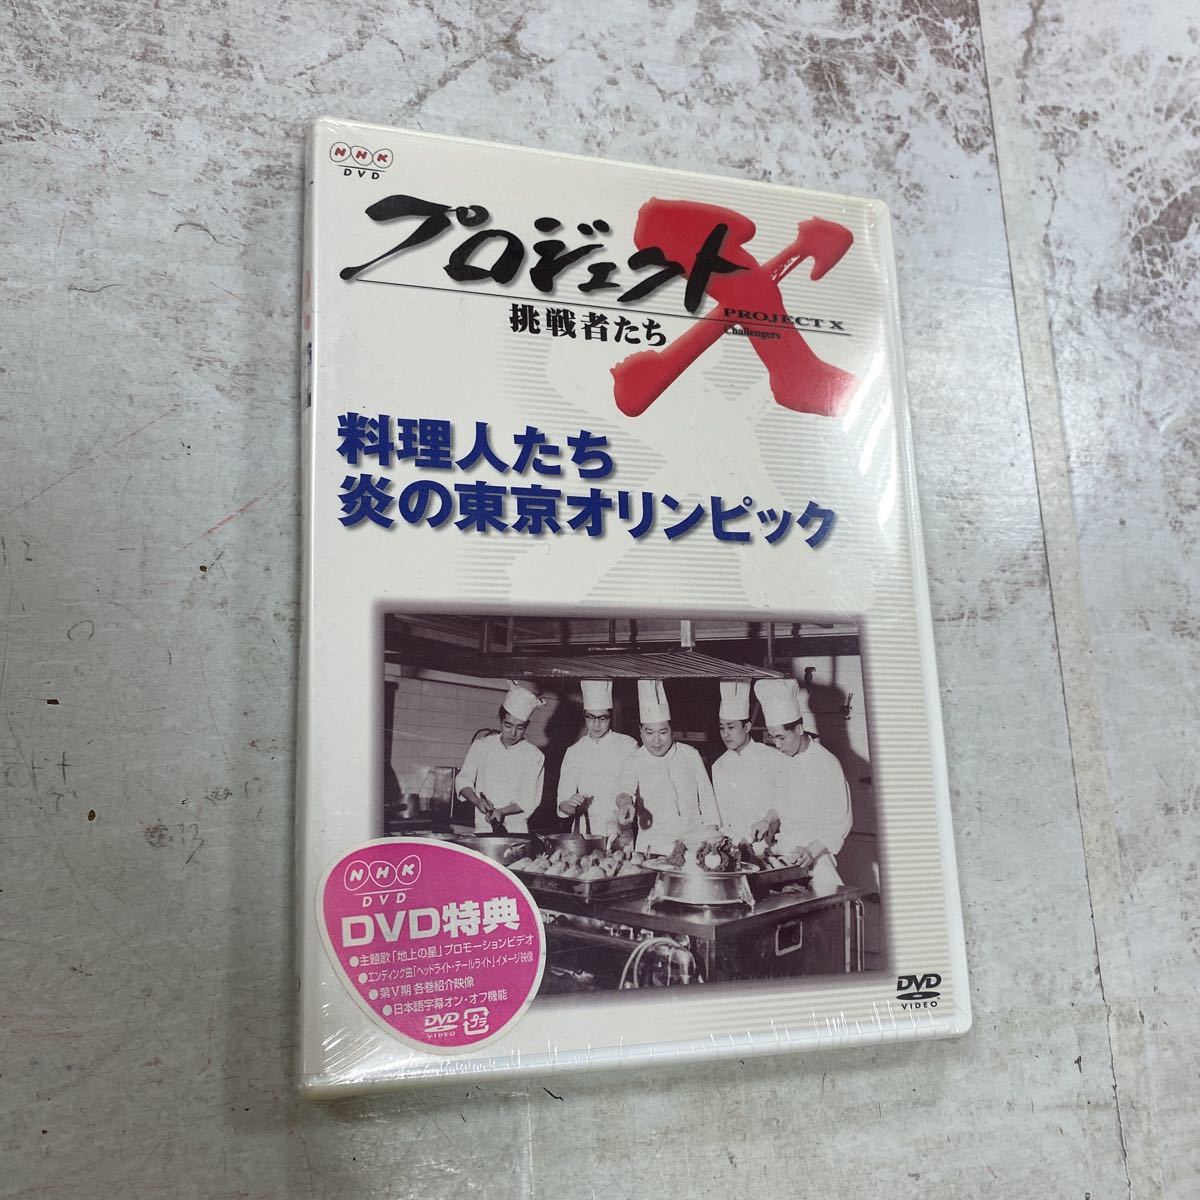 NHK
DVD
プロジェクトX
挑戦者たち
PROJECT X
Challengers
料理人たち
炎の東京オリンピック
NHK
DVD
DVD特典
●主題歌「地上の星」プロモーションビデオ
●エンディング曲「ヘッドライト・テールライト」イメージ映像
●第Ⅴ期 各巻紹介映像
●日本語字幕オン・オフ機能
DVD
VIDEO
プラ
DVD
VIDEO